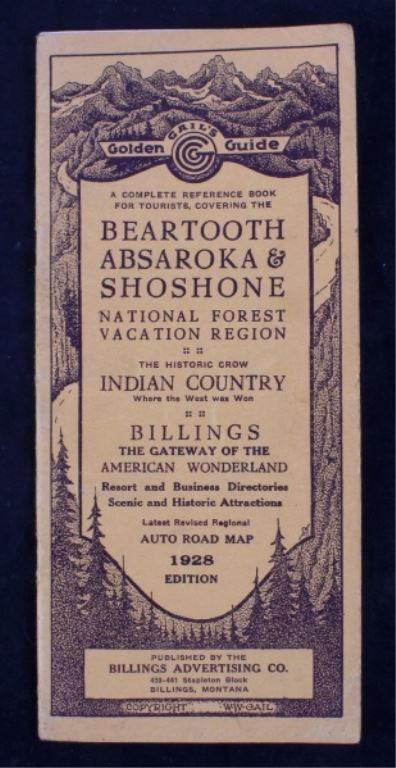 GAIL'S
Golden Guide
A COMPLETE REFERENCE BOOK
FOR TOURISTS, COVERING THE
BEARTOOTH
ABSAROKA &
SHOSHONE
NATIONAL FOREST
VACATION REGION
THE HISTORIC CROW
INDIAN COUNTRY
Where the West was Won
BILLINGS
THE GATEWAY OF THE
AMERICAN WONDERLAND
Resort and Business Directories
Scenic and Historic Attractions
Latest Revised Regional
AUTO ROAD MAP
1928
EDITION
PUBLISHED BY THE
BILLINGS ADVERTISING CO.
439-441 Stapleton Block
BILLINGS, MONTANA
COPYRIGHT W-W-GAIL